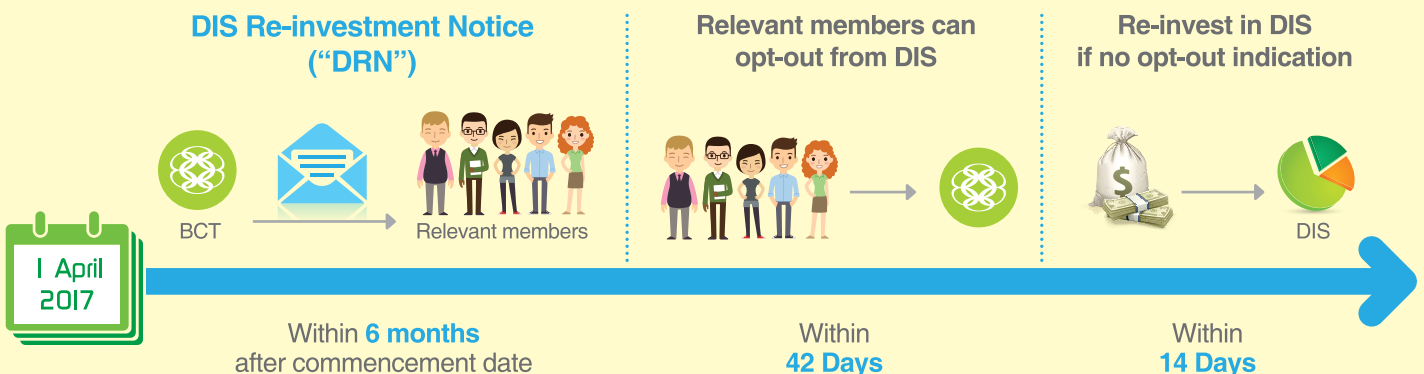 DIS Re-investment Notice
(“DRN”)
Relevant members can
opt-out from DIS
Re-invest in DIS
if no opt-out indication
BCT
Relevant members
$
DIS
1 April
2017
Within 6 months
after commencement date
Within
42 Days
Within
14 Days